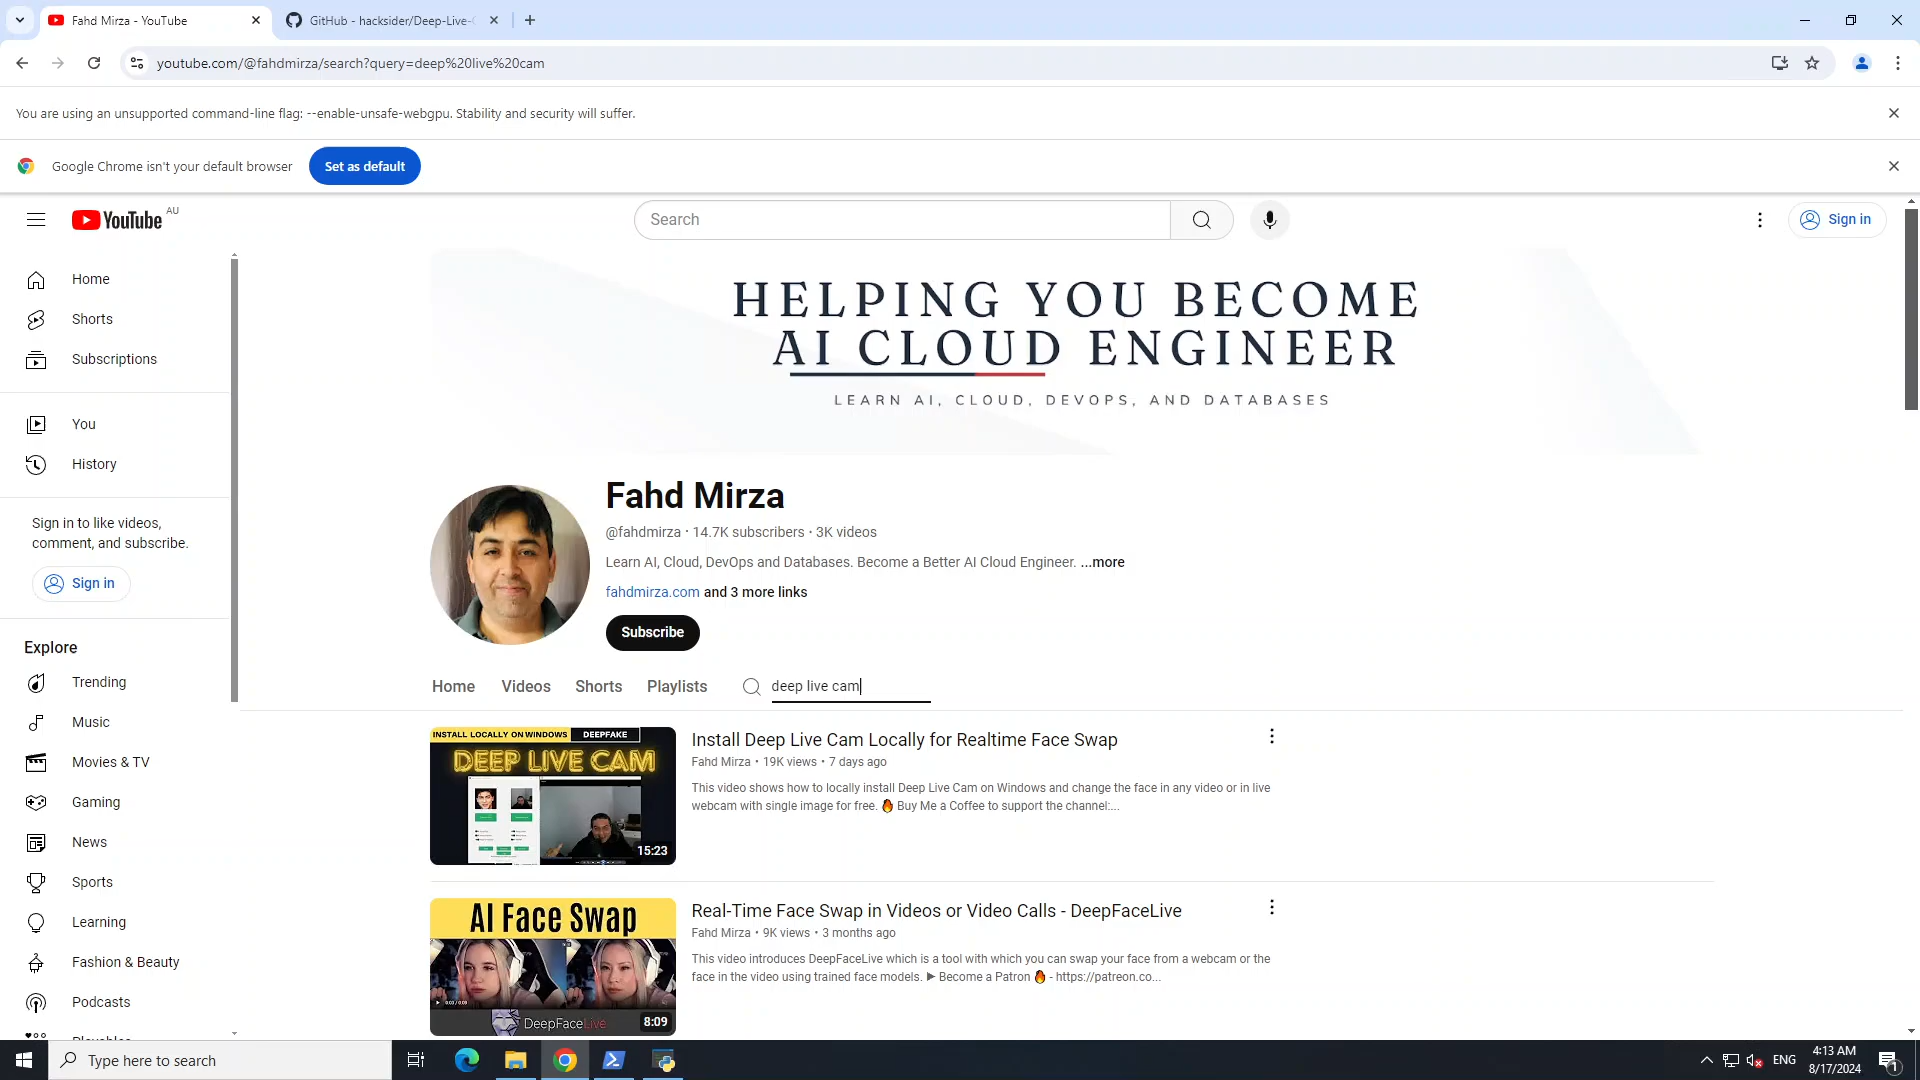 Fahd Mirza - YouTube
GitHub - hacksider/Deep-Live-C
youtube.com/@fahdmirza/search?query=deep%20live%20cam
You are using an unsupported command-line flag: --enable-unsafe-webgpu. Stability and security will suffer.
Google Chrome isn't your default browser
Set as default
YouTube AU
Search
Sign in
Home
Shorts
Subscriptions
You
History
Sign in to like videos,
comment, and subscribe.
Sign in
Explore
Trending
Music
Movies & TV
Gaming
News
Sports
Learning
Fashion & Beauty
Podcasts
HELPING YOU BECOME
AI CLOUD ENGINEER
LEARN AI, CLOUD, DEVOPS, AND DATABASES
Fahd Mirza
@fahdmirza · 14.7K subscribers · 3K videos
Learn AI, Cloud, DevOps and Databases. Become a Better AI Cloud Engineer. ...more
fahdmirza.com and 3 more links
Subscribe
Home Videos Shorts Playlists deep live cam
INSTALL LOCALLY ON WINDOWS DEEPFAKE
DEEP LIVE CAM
15:23
Install Deep Live Cam Locally for Realtime Face Swap
Fahd Mirza • 19K views • 7 days ago
This video shows how to locally install Deep Live Cam on Windows and change the face in any video or in live
webcam with single image for free. 🔥 Buy Me a Coffee to support the channel:...
AI Face Swap
DeepFaceLive
8:09
Real-Time Face Swap in Videos or Video Calls - DeepFaceLive
Fahd Mirza • 9K views • 3 months ago
This video introduces DeepFaceLive which is a tool with which you can swap your face from a webcam or the
face in the video using trained face models. ▶ Become a Patron 🔥 - https://patreon.co...
Type here to search
ENG
4:13 AM
8/17/2024
1